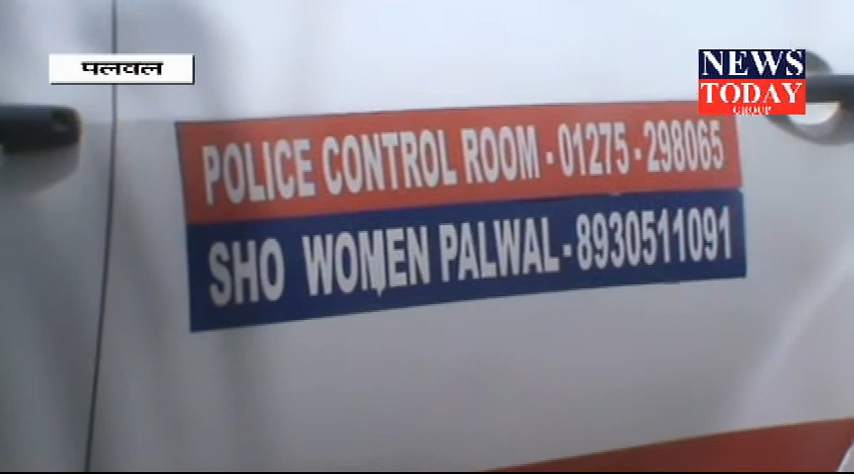 पलवल
NEWS
TODAY
GROUP
POLICE CONTROL ROOM - 01275 - 298065
SHO WOMEN PALWAL - 8930511091